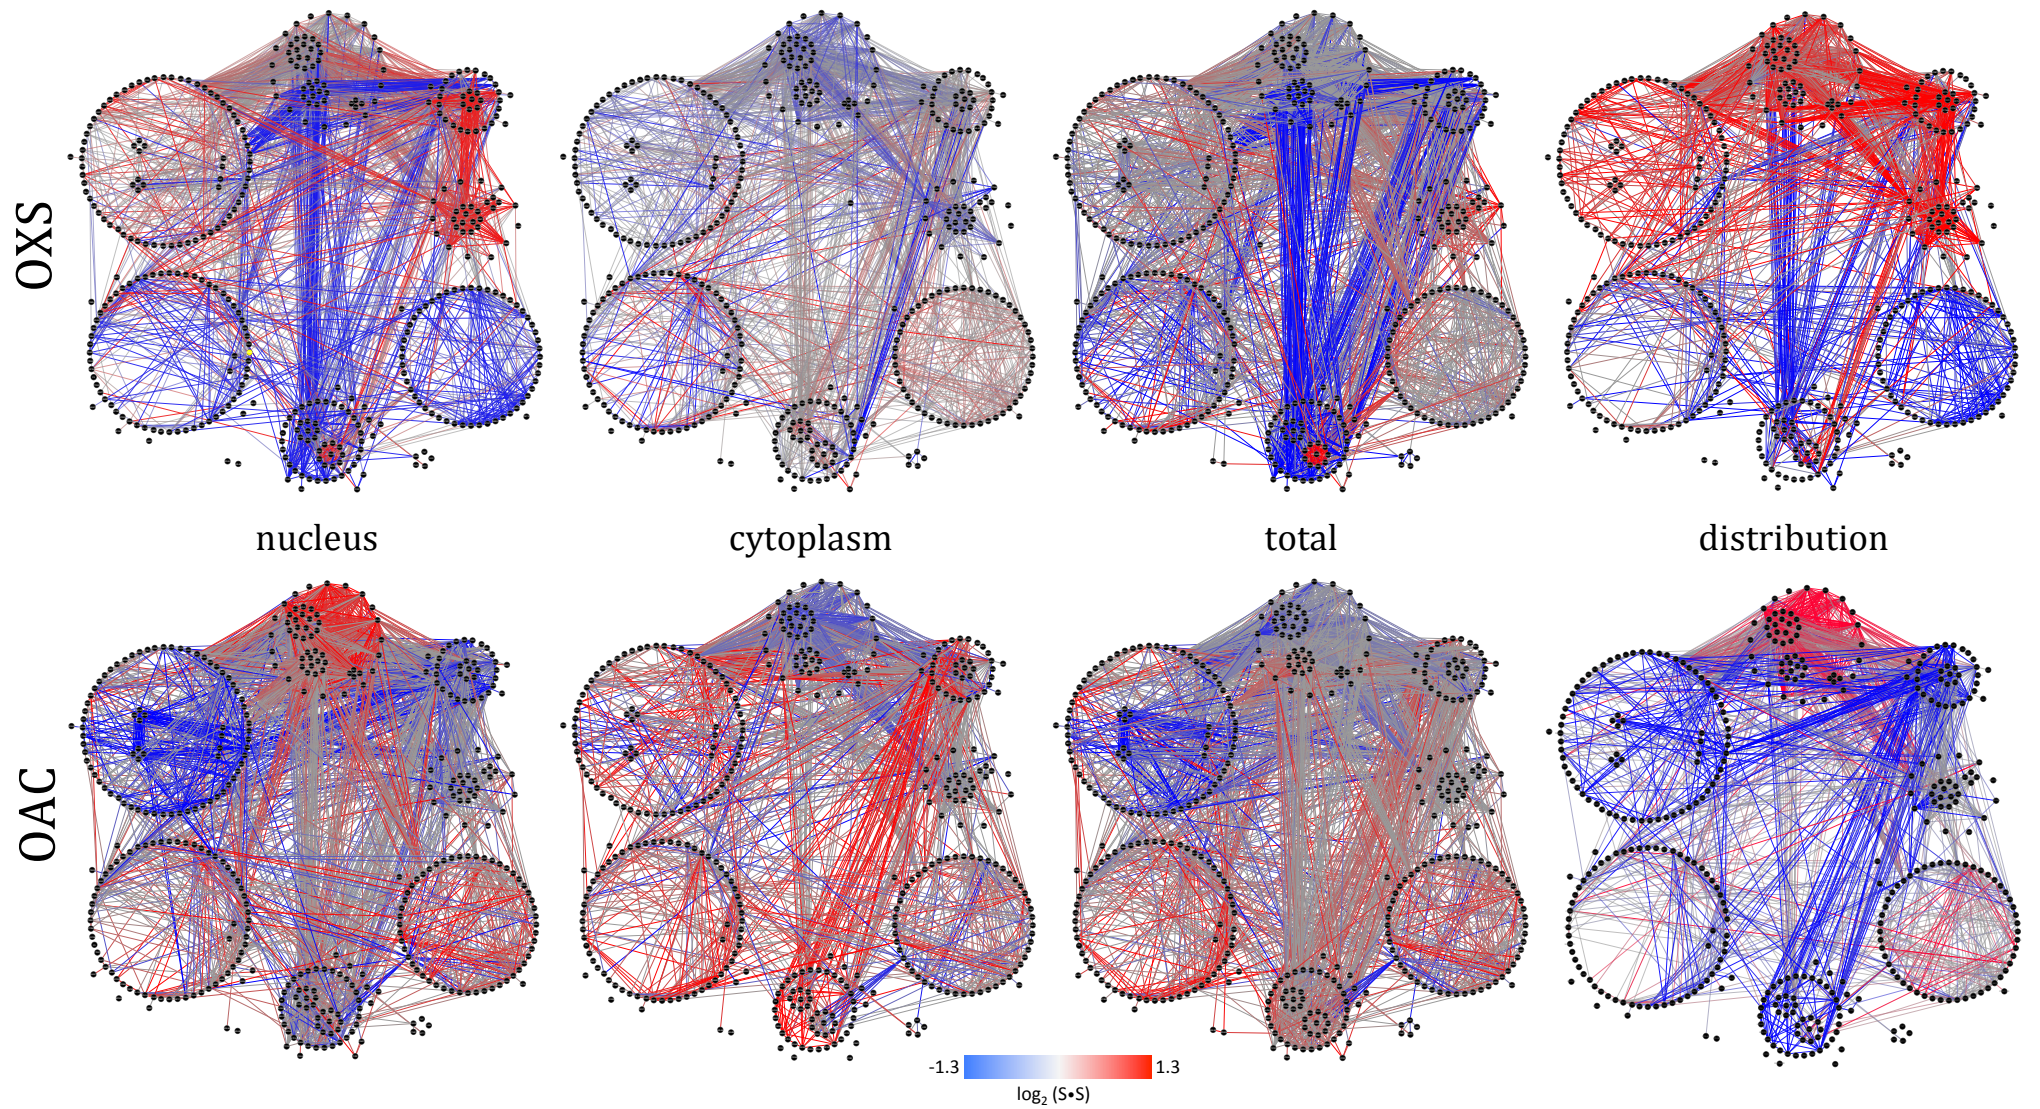 OXS
nucleus
cytoplasm
total
distribution
OAC
-1.3
1.3
log₂ (S•S)